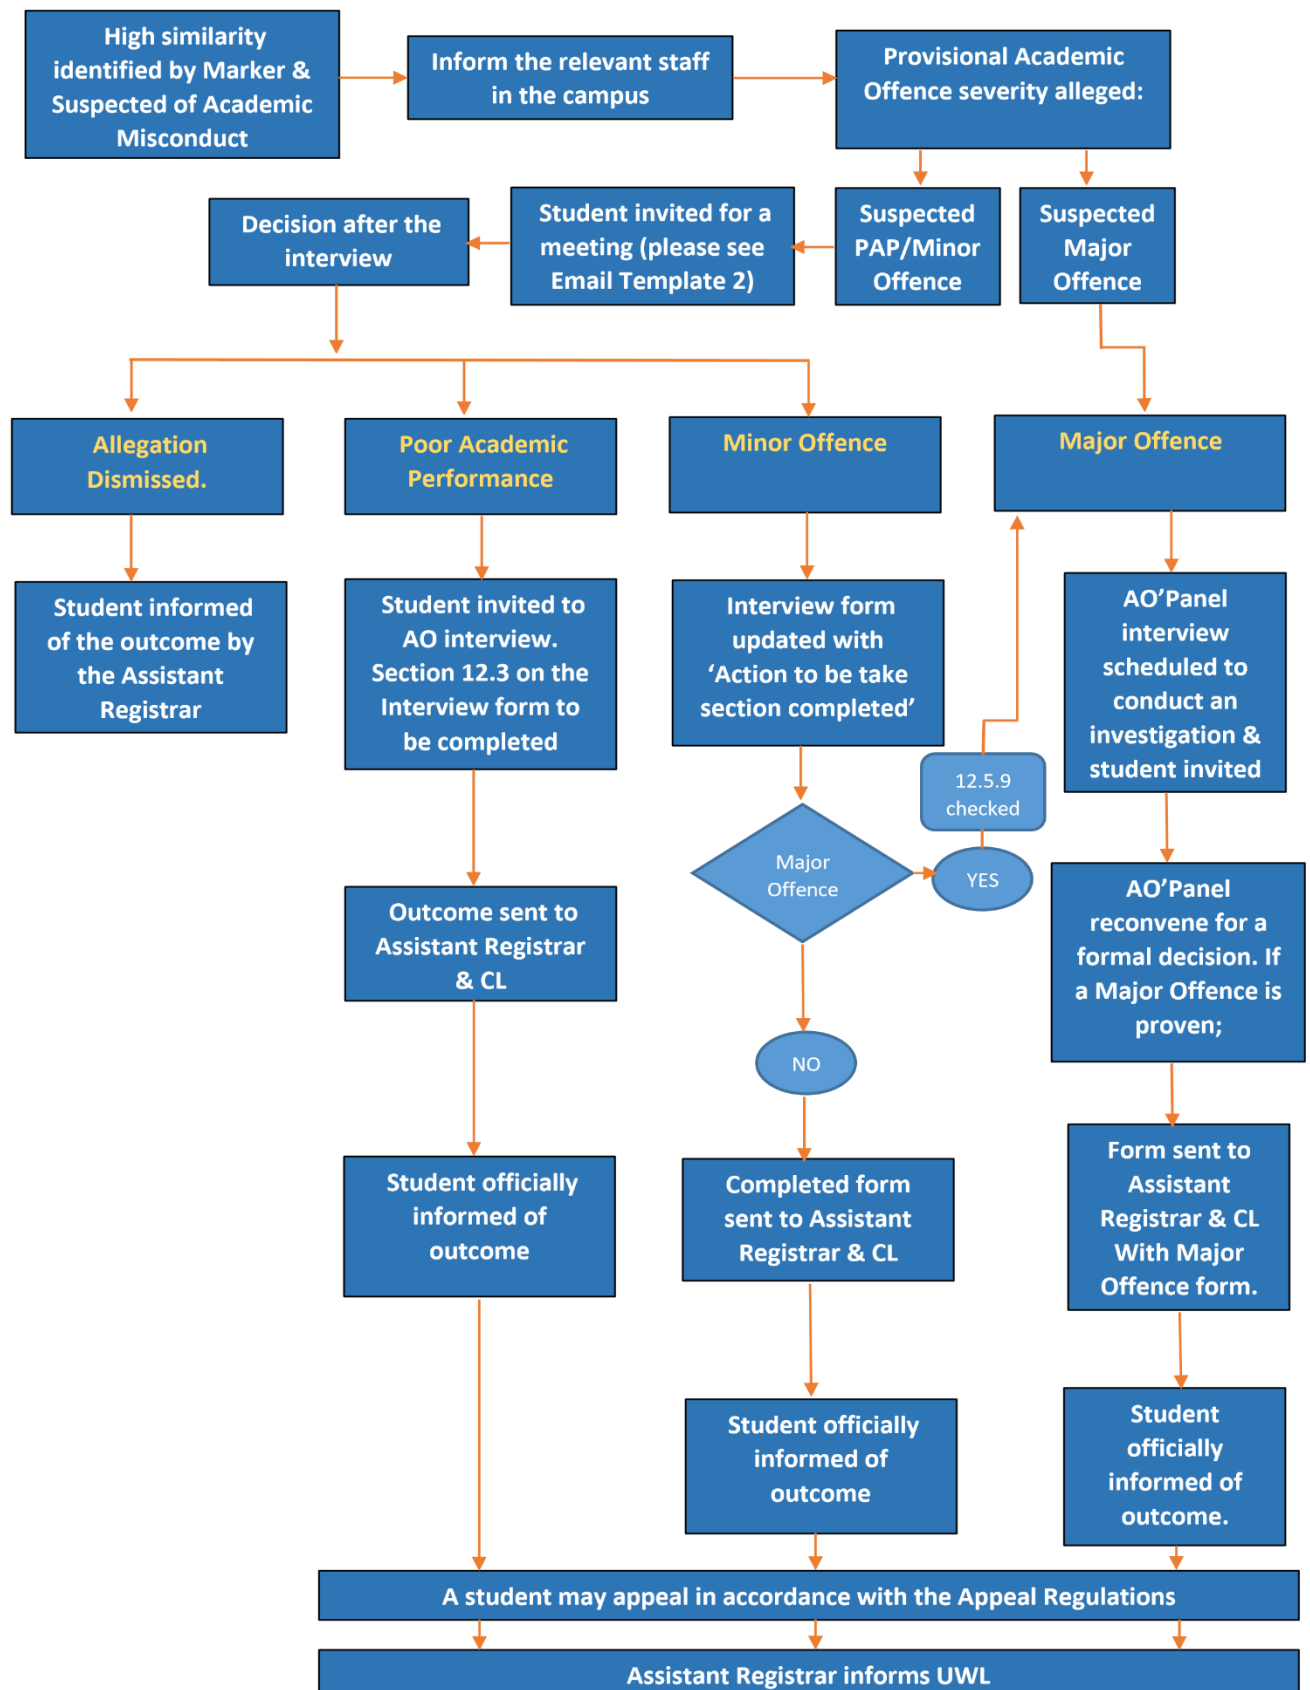 High similarity
identified by Marker &
Suspected of Academic
Misconduct
Inform the relevant staff
in the campus
Provisional Academic
Offence severity alleged:
Decision after the
interview
Student invited for a
meeting (please see
Email Template 2)
Suspected
PAP/Minor
Offence
Suspected
Major
Offence
Allegation
Dismissed.
Poor Academic
Performance
Minor Offence
Major Offence
Student informed
of the outcome by
the Assistant
Registrar
Student invited to
AO interview.
Section 12.3 on the
Interview form to
be completed
Interview form
updated with
‘Action to be take
section completed’
AO’Panel
interview
scheduled to
conduct an
investigation &
student invited
12.5.9
checked
Major
Offence
YES
Outcome sent to
Assistant Registrar
& CL
AO’Panel
reconvene for a
formal decision. If
a Major Offence is
proven;
NO
Student officially
informed of
outcome
Completed form
sent to Assistant
Registrar & CL
Form sent to
Assistant
Registrar & CL
With Major
Offence form.
Student officially
informed of
outcome
Student
officially
informed of
outcome.
A student may appeal in accordance with the Appeal Regulations
Assistant Registrar informs UWL